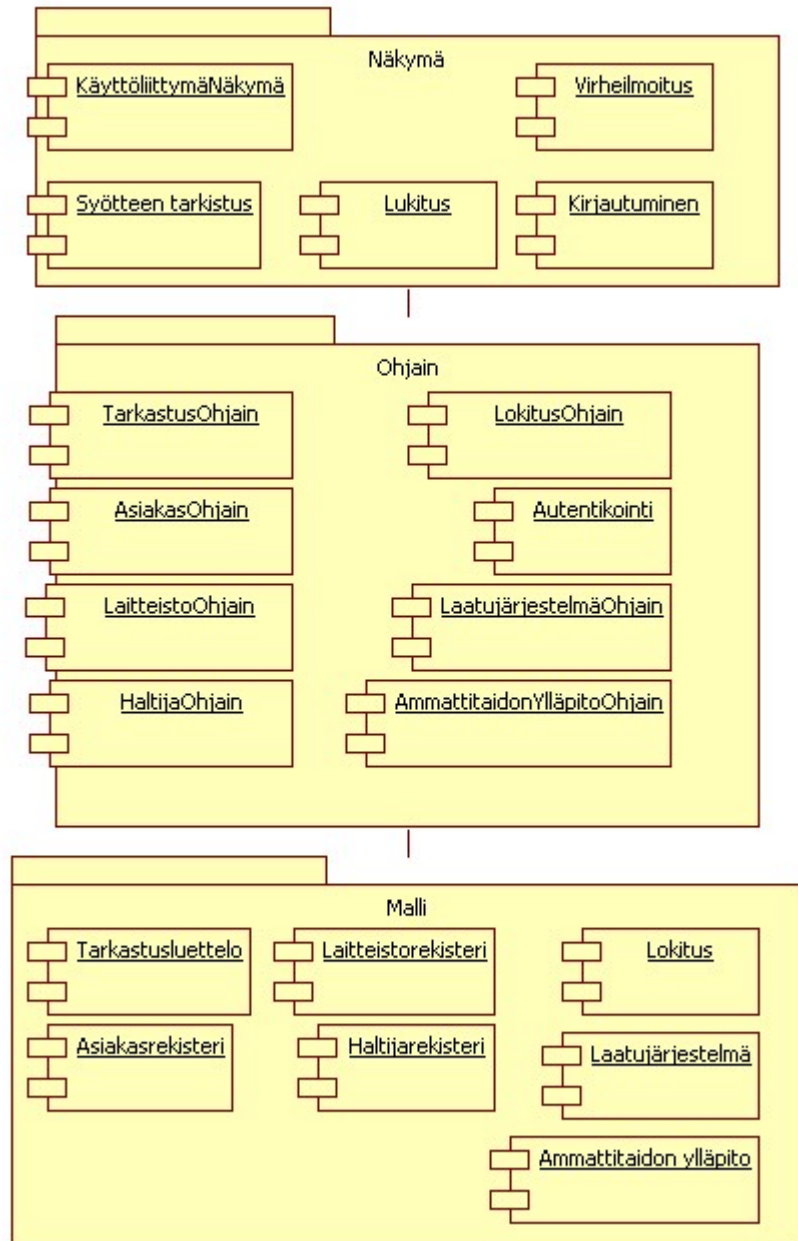 Näkymä
KäyttöliittymäNäkymä
Virheilmoitus
Syötteen tarkistus
Lukitus
Kirjautuminen
Ohjain
TarkastusOhjain
LokitusOhjain
AsiakasOhjain
Autentikointi
LaitteistoOhjain
LaatujärjestelmäOhjain
HaltijaOhjain
AmmattitaidonYlläpitoOhjain
Malli
Tarkastusluettelo
Laitteistorekisteri
Lokitus
Asiakasrekisteri
Haltijarekisteri
Laatujärjestelmä
Ammattitaidon ylläpito